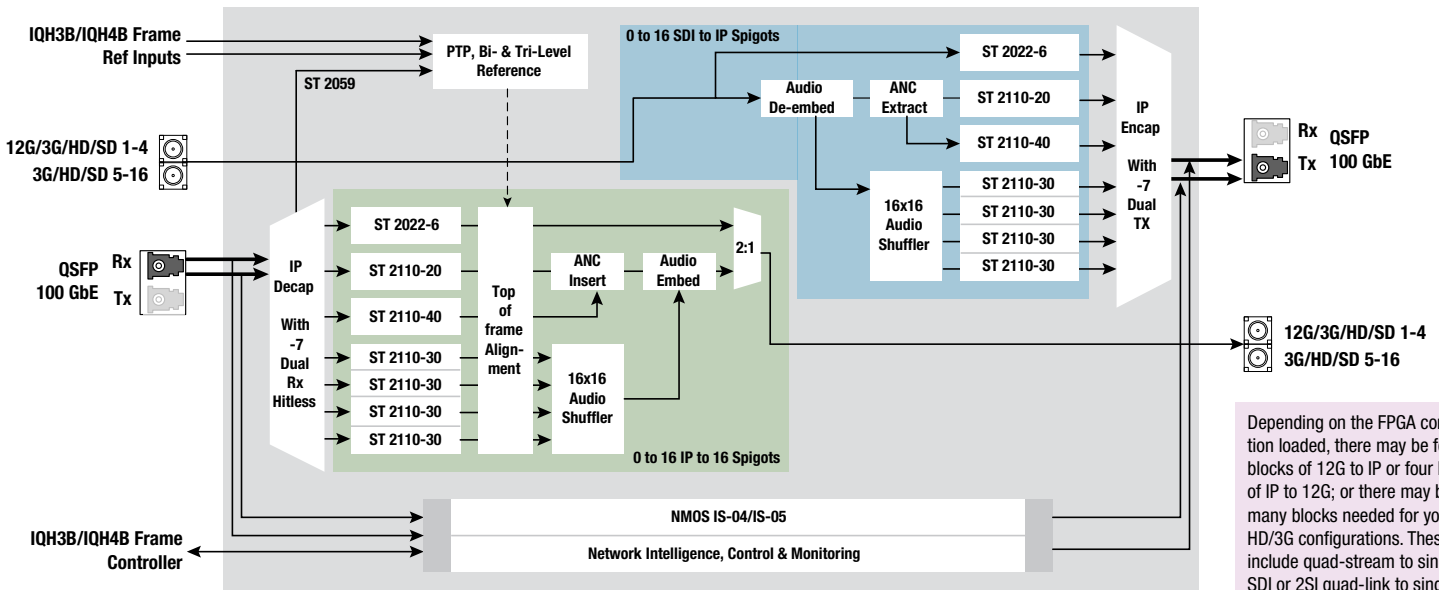 IQH3B/IQH4B Frame
Ref Inputs
ST 2059
PTP, Bi- & Tri-Level
Reference
0 to 16 SDI to IP Spigots
ST 2022-6
Audio
De-embed
ANC
Extract
ST 2110-20
ST 2110-40
16x16
Audio
Shuffler
ST 2110-30
ST 2110-30
ST 2110-30
ST 2110-30
IP
Encap
With
-7
Dual
TX
Rx
Tx
QSFP
100 GbE
12G/3G/HD/SD 1-4
3G/HD/SD 5-16
QSFP
100 GbE
Rx
Tx
IP
Decap
With
-7
Dual
Rx
Hitless
ST 2022-6
ST 2110-20
ST 2110-40
ST 2110-30
ST 2110-30
ST 2110-30
ST 2110-30
Top
of
frame
Align-
ment
ANC
Insert
Audio
Embed
2:1
16x16
Audio
Shuffler
0 to 16 IP to 16 Spigots
12G/3G/HD/SD 1-4
3G/HD/SD 5-16
IQH3B/IQH4B Frame
Controller
NMOS IS-04/IS-05
Network Intelligence, Control & Monitoring
Depending on the FPGA
tion loaded, there may be
blocks of 12G to IP or four
of IP to 12G; or there may
many blocks needed for
HD/3G configurations.
include quad-stream to
SDI or 2SI quad-link to